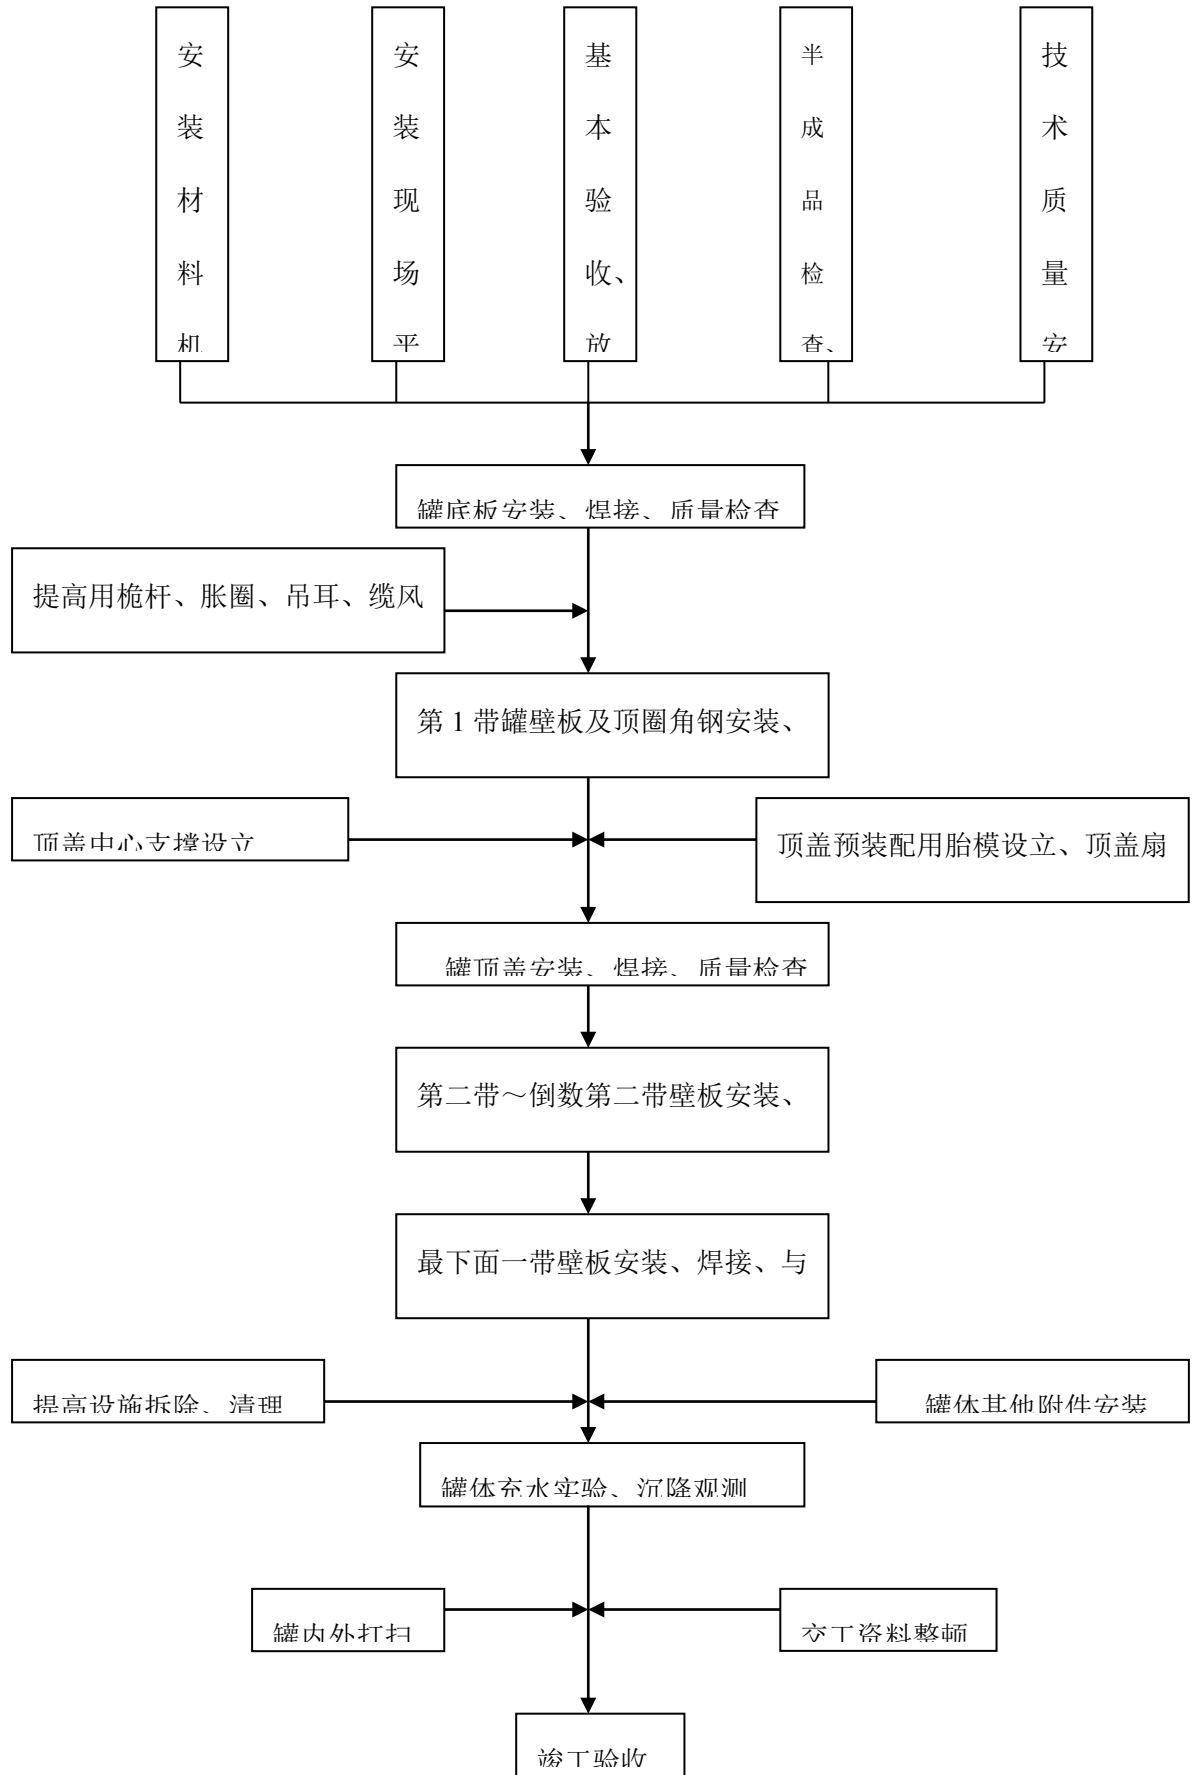 安装材料机
安装现场平
基本验收、放
半成品检查、
技术质量安
罐底板安装、焊接、质量检查
提高用桅杆、胀圈、吊耳、缆风
第1带罐壁板及顶圈角钢安装、
顶盖中心支撑设立
顶盖预装配用胎模设立、顶盖扇
罐顶盖安装、焊接、质量检查
第二带～倒数第二带壁板安装、
最下面一带壁板安装、焊接、与
提高设施拆除、清理
罐体其他附件安装
罐体充水实验、沉降观测
罐内外打扫
交工资料整顿
竣工验收